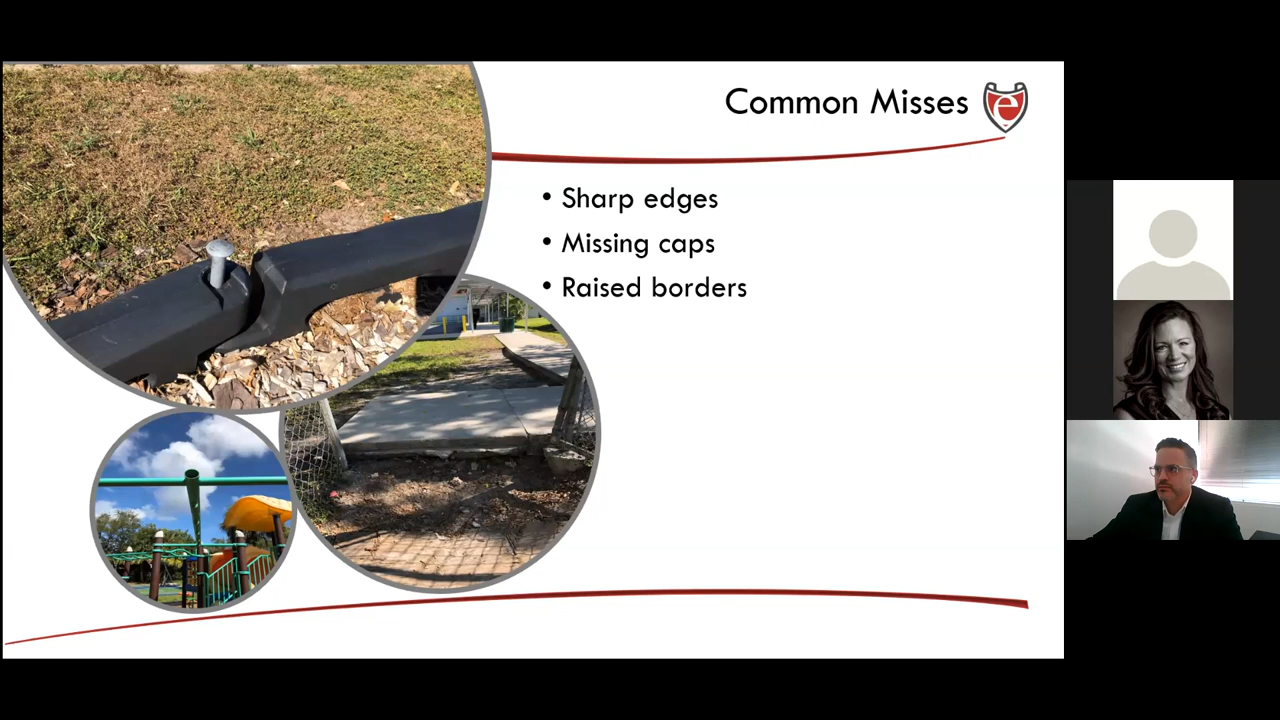 Common Misses
e
• Sharp edges
• Missing caps
• Raised borders